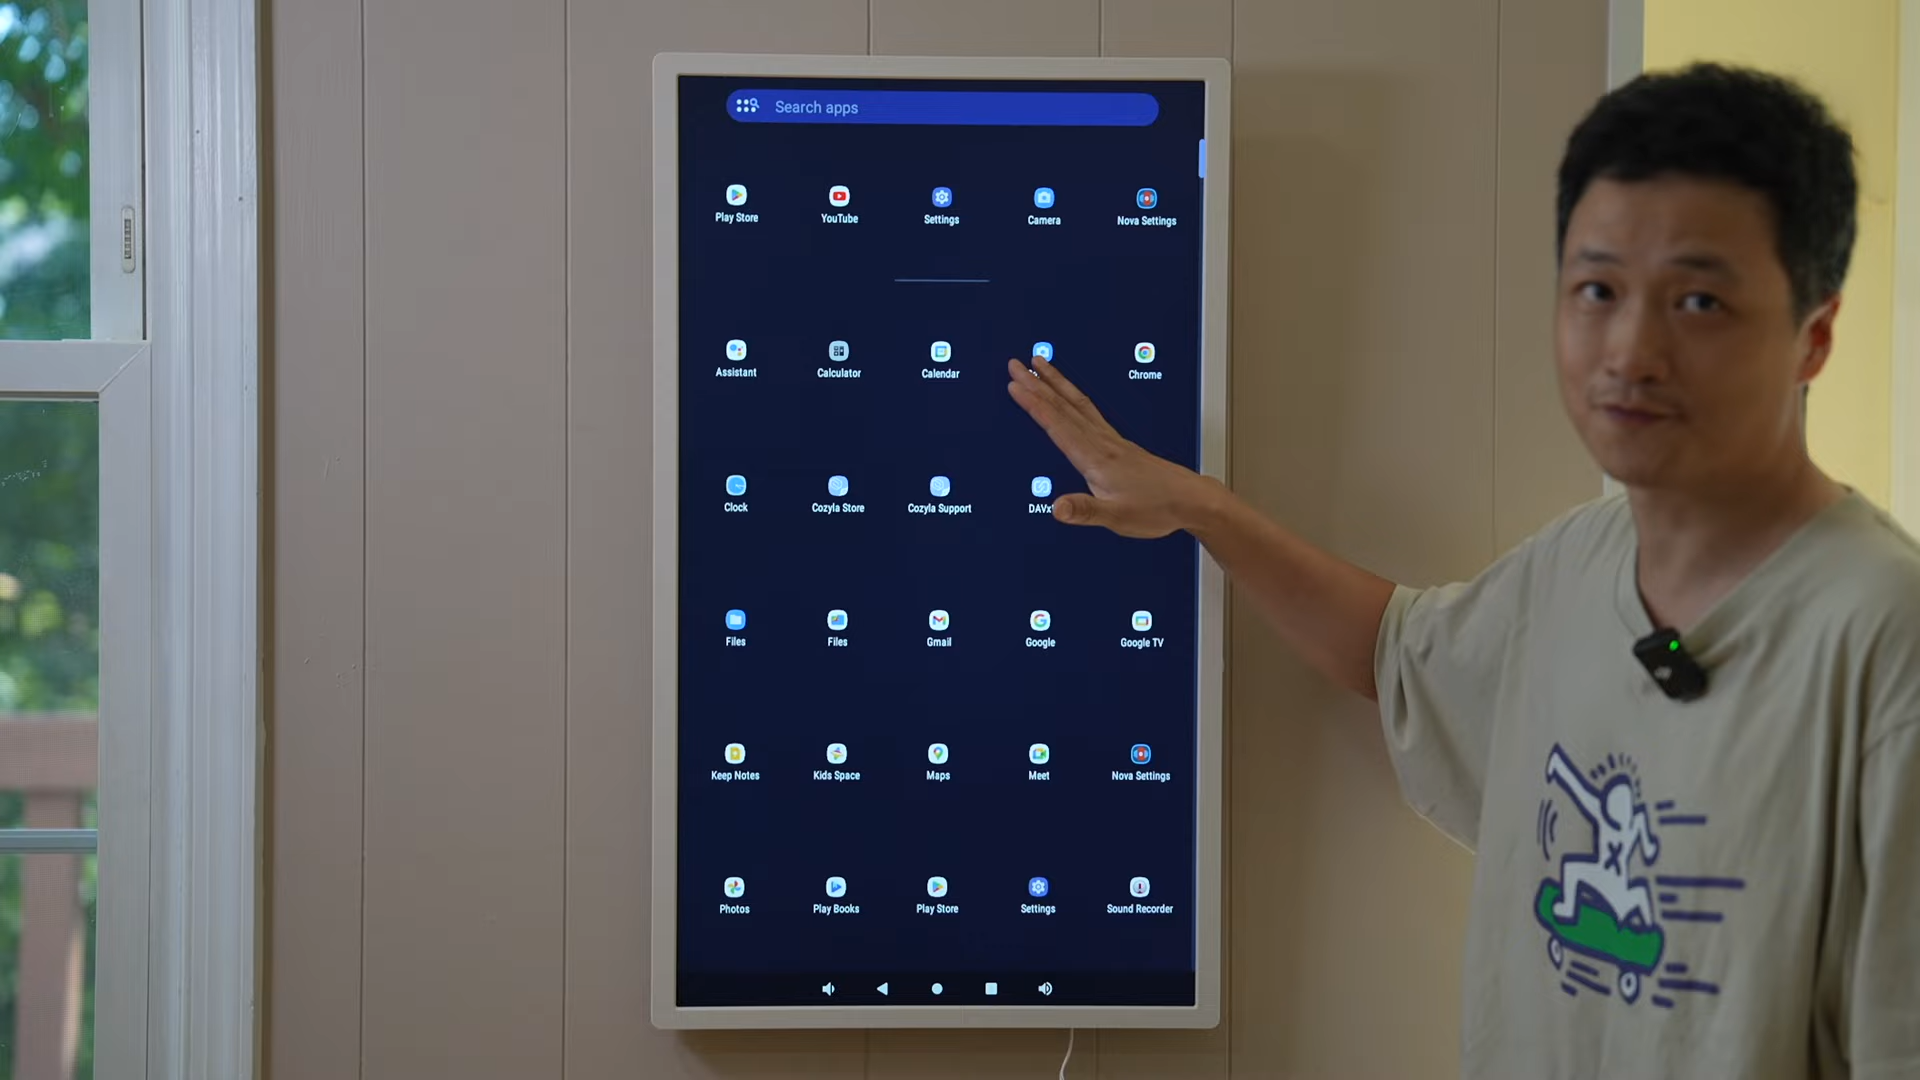 Search apps
Play Store
YouTube
Settings
Camera
Nova Settings
Assistant
Calculator
Calendar
Chrome
Clock
Cozyla Store
Cozyla Support
Files
Files
Gmail
Google
Google TV
Keep Notes
Kids Space
Maps
Meet
Nova Settings
Photos
Play Books
Play Store
Settings
Sound Recorder